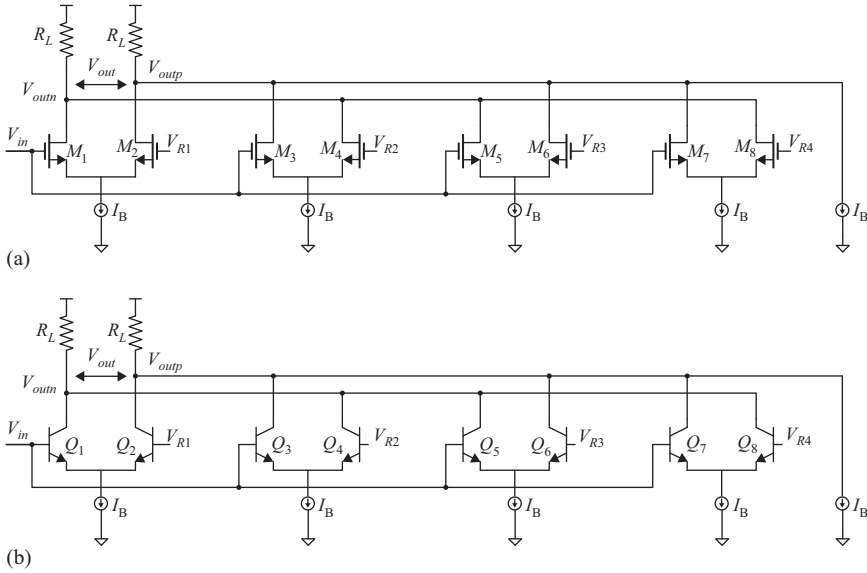 R_L R_L
V_out
V_outp
V_outn
V_in
M_1 M_2 V_R1 M_3 M_4 V_R2 M_5 M_6 V_R3 M_7 M_8 V_R4
I_B I_B I_B I_B I_B
(a)
R_L R_L
V_out
V_outp
V_outn
V_in
Q_1 Q_2 V_R1 Q_3 Q_4 V_R2 Q_5 Q_6 V_R3 Q_7 Q_8 V_R4
I_B I_B I_B I_B I_B
(b)